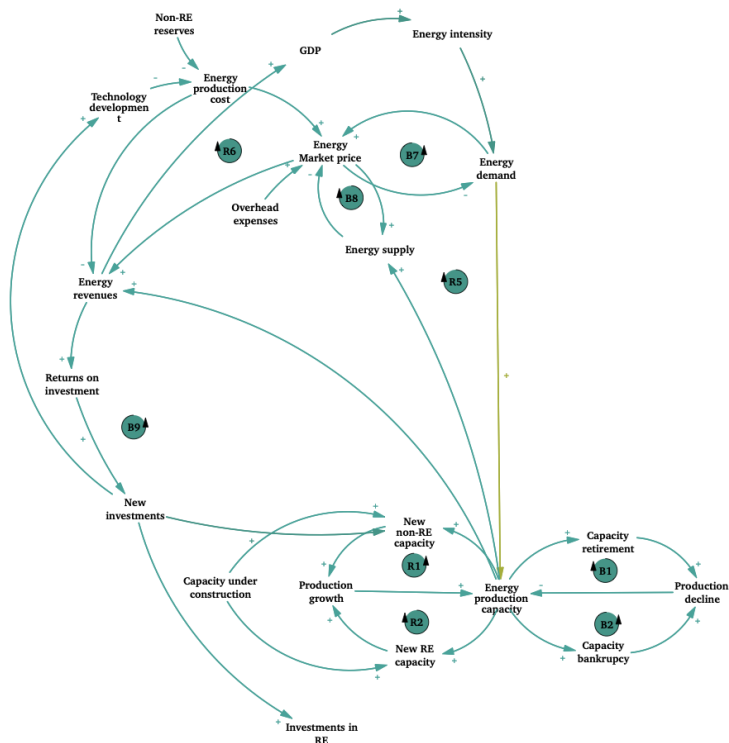 Non-RE
reserves
GDP
+
Energy intensity
+
-
-
Energy
production
cost
+
Technology
developmen
t
+
+
+
Energy
Market price
+
R6
B7
Energy
demand
+
-
-
B8
Overhead
expenses
+
Energy supply
+
R5
-
+
+
Energy
revenues
+
+
Returns on
investment
B9
+
New
investments
+
+
+
New
non-RE
capacity
+
+
+
Capacity
retirement
+
R1
B1
+
Capacity under
construction
Production
growth
+
Energy
production
capacity
-
Production
decline
+
R2
B2
+
New RE
capacity
+
+
+
Capacity
bankrupcy
+
Investments in
RE